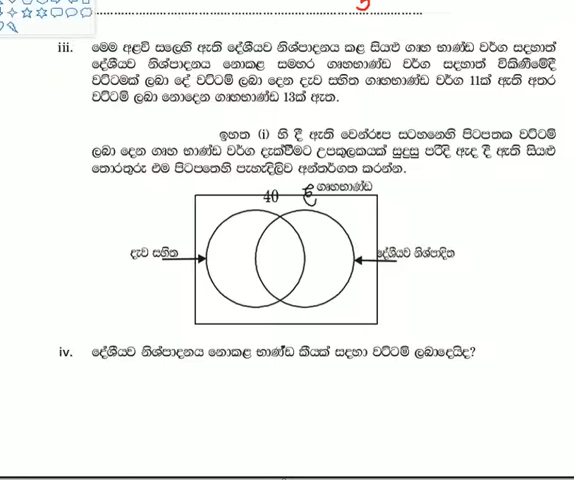 iii. මෙම අළවි සලෙහි ඇති දේශීයව නිශ්පාදනය කළ සියළු ගෘහ භාණ්ඩ වර්ග සඳහාත්
දේශීයව නිශ්පාදනය නොකළ සමහර ගෘහභාණ්ඩ වර්ග සඳහාත් විකිණීමේදී
වට්ටමක් ලබා දේ වට්ටම් ලබා දෙන දැව සහිත ගෘහභාණ්ඩ වර්ග 11ක් ඇති අතර
වට්ටම් ලබා නොදෙන ගෘහභාණ්ඩ 13ක් ඇත.
ඉහත (i) හි දී ඇති වෙන්රූප සටහනෙහි පිටපතක වට්ටම්
ලබා දෙන ගෘහ භාණ්ඩ වර්ග දැක්වීමට උපකුලකයක් සුදුසු පරිදි ඇද දී ඇති සියළු
තොරතුරු එම පිටපතෙහි පැහැදිලිව අන්තර්ගත කරන්න.
40 ගෘහභාණ්ඩ
දැව සහිත දේශීයව නිශ්පාදිත
iv. දේශීයව නිශ්පාදනය නොකළ භාණ්ඩ කීයක් සඳහා වට්ටම් ලබාදෙයිද?